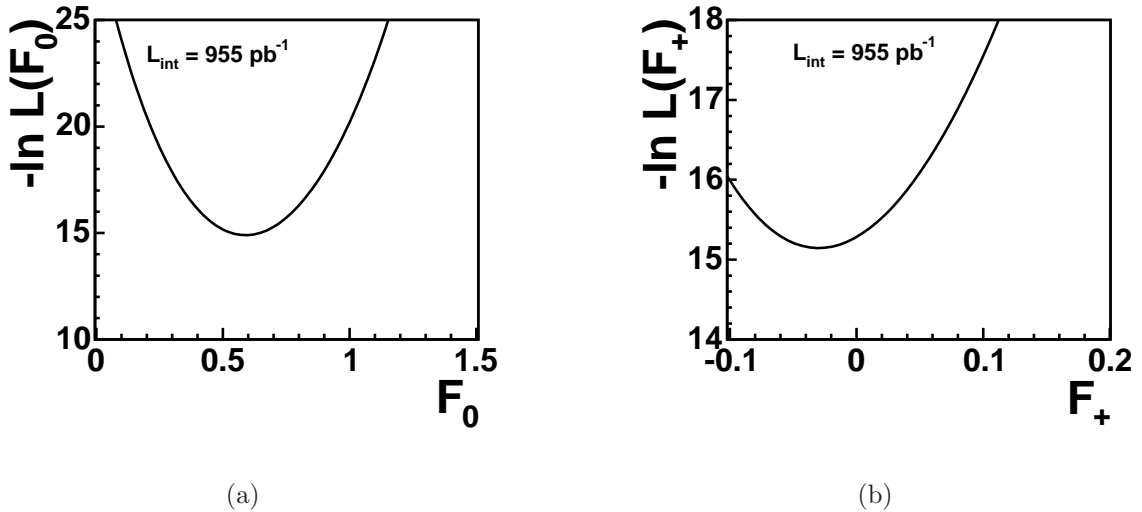 -ln L(F₀)
25
20
15
10
L_int = 955 pb⁻¹
0 0.5 1 1.5
F₀
(a)
-ln L(F₊)
18
17
16
15
14
L_int = 955 pb⁻¹
-0.1 0 0.1 0.2
F₊
(b)